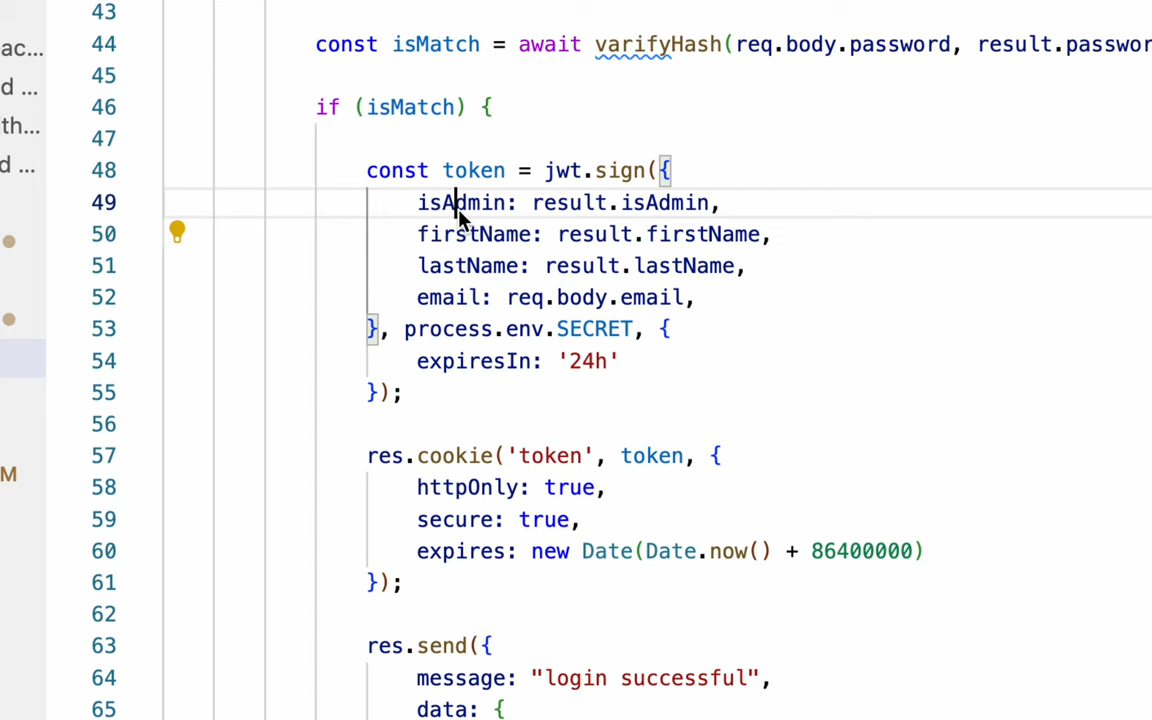 43
ac...
44 const isMatch = await varifyHash(req.body.password, result.passwor
45
d ...
46 if (isMatch) {
th...
47
d ...
48 const token = jwt.sign({
49 isAdmin: result.isAdmin,
50 firstName: result.firstName,
51 lastName: result.lastName,
52 email: req.body.email,
53 }, process.env.SECRET, {
54 expiresIn: '24h'
55 });
56
57 res.cookie('token', token, {
M
58 httpOnly: true,
59 secure: true,
60 expires: new Date(Date.now() + 86400000)
61 });
62
63 res.send({
64 message: "login successful",
65 data: {